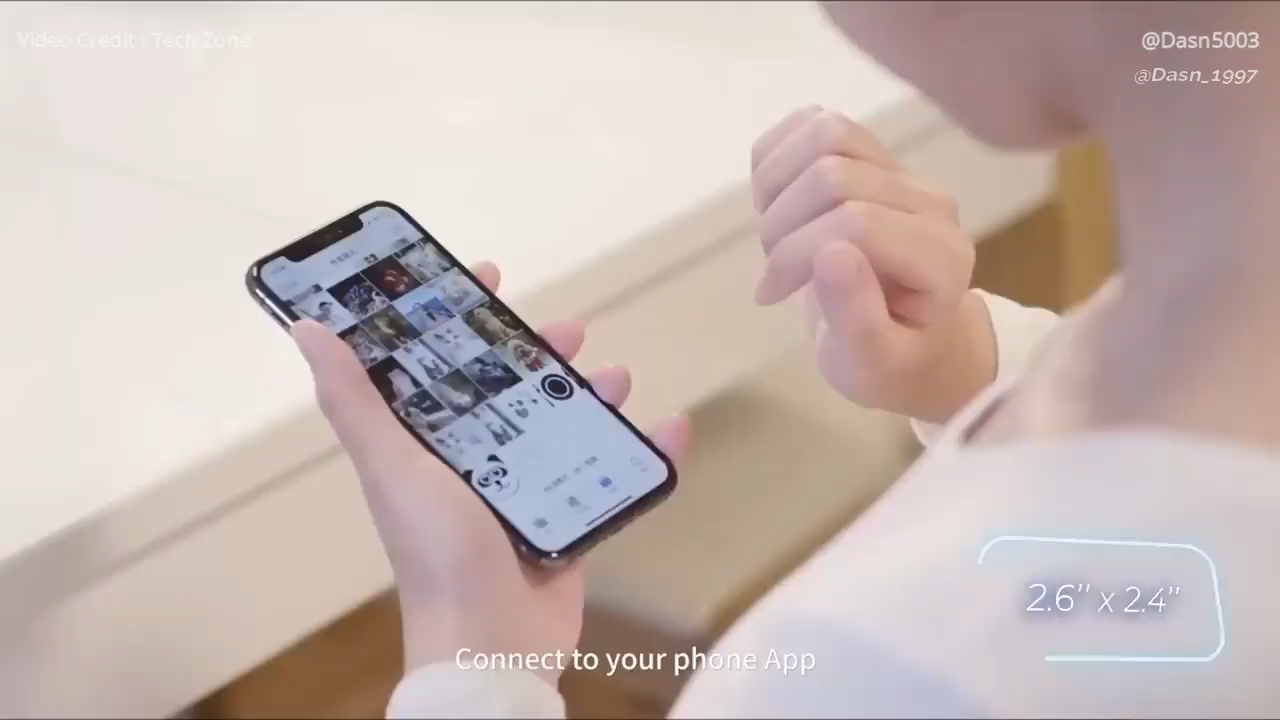 Video Credit : Tech Zone
@Dasn5003
@Dasn_1997
2.6” x 2.4”
Connect to your phone App